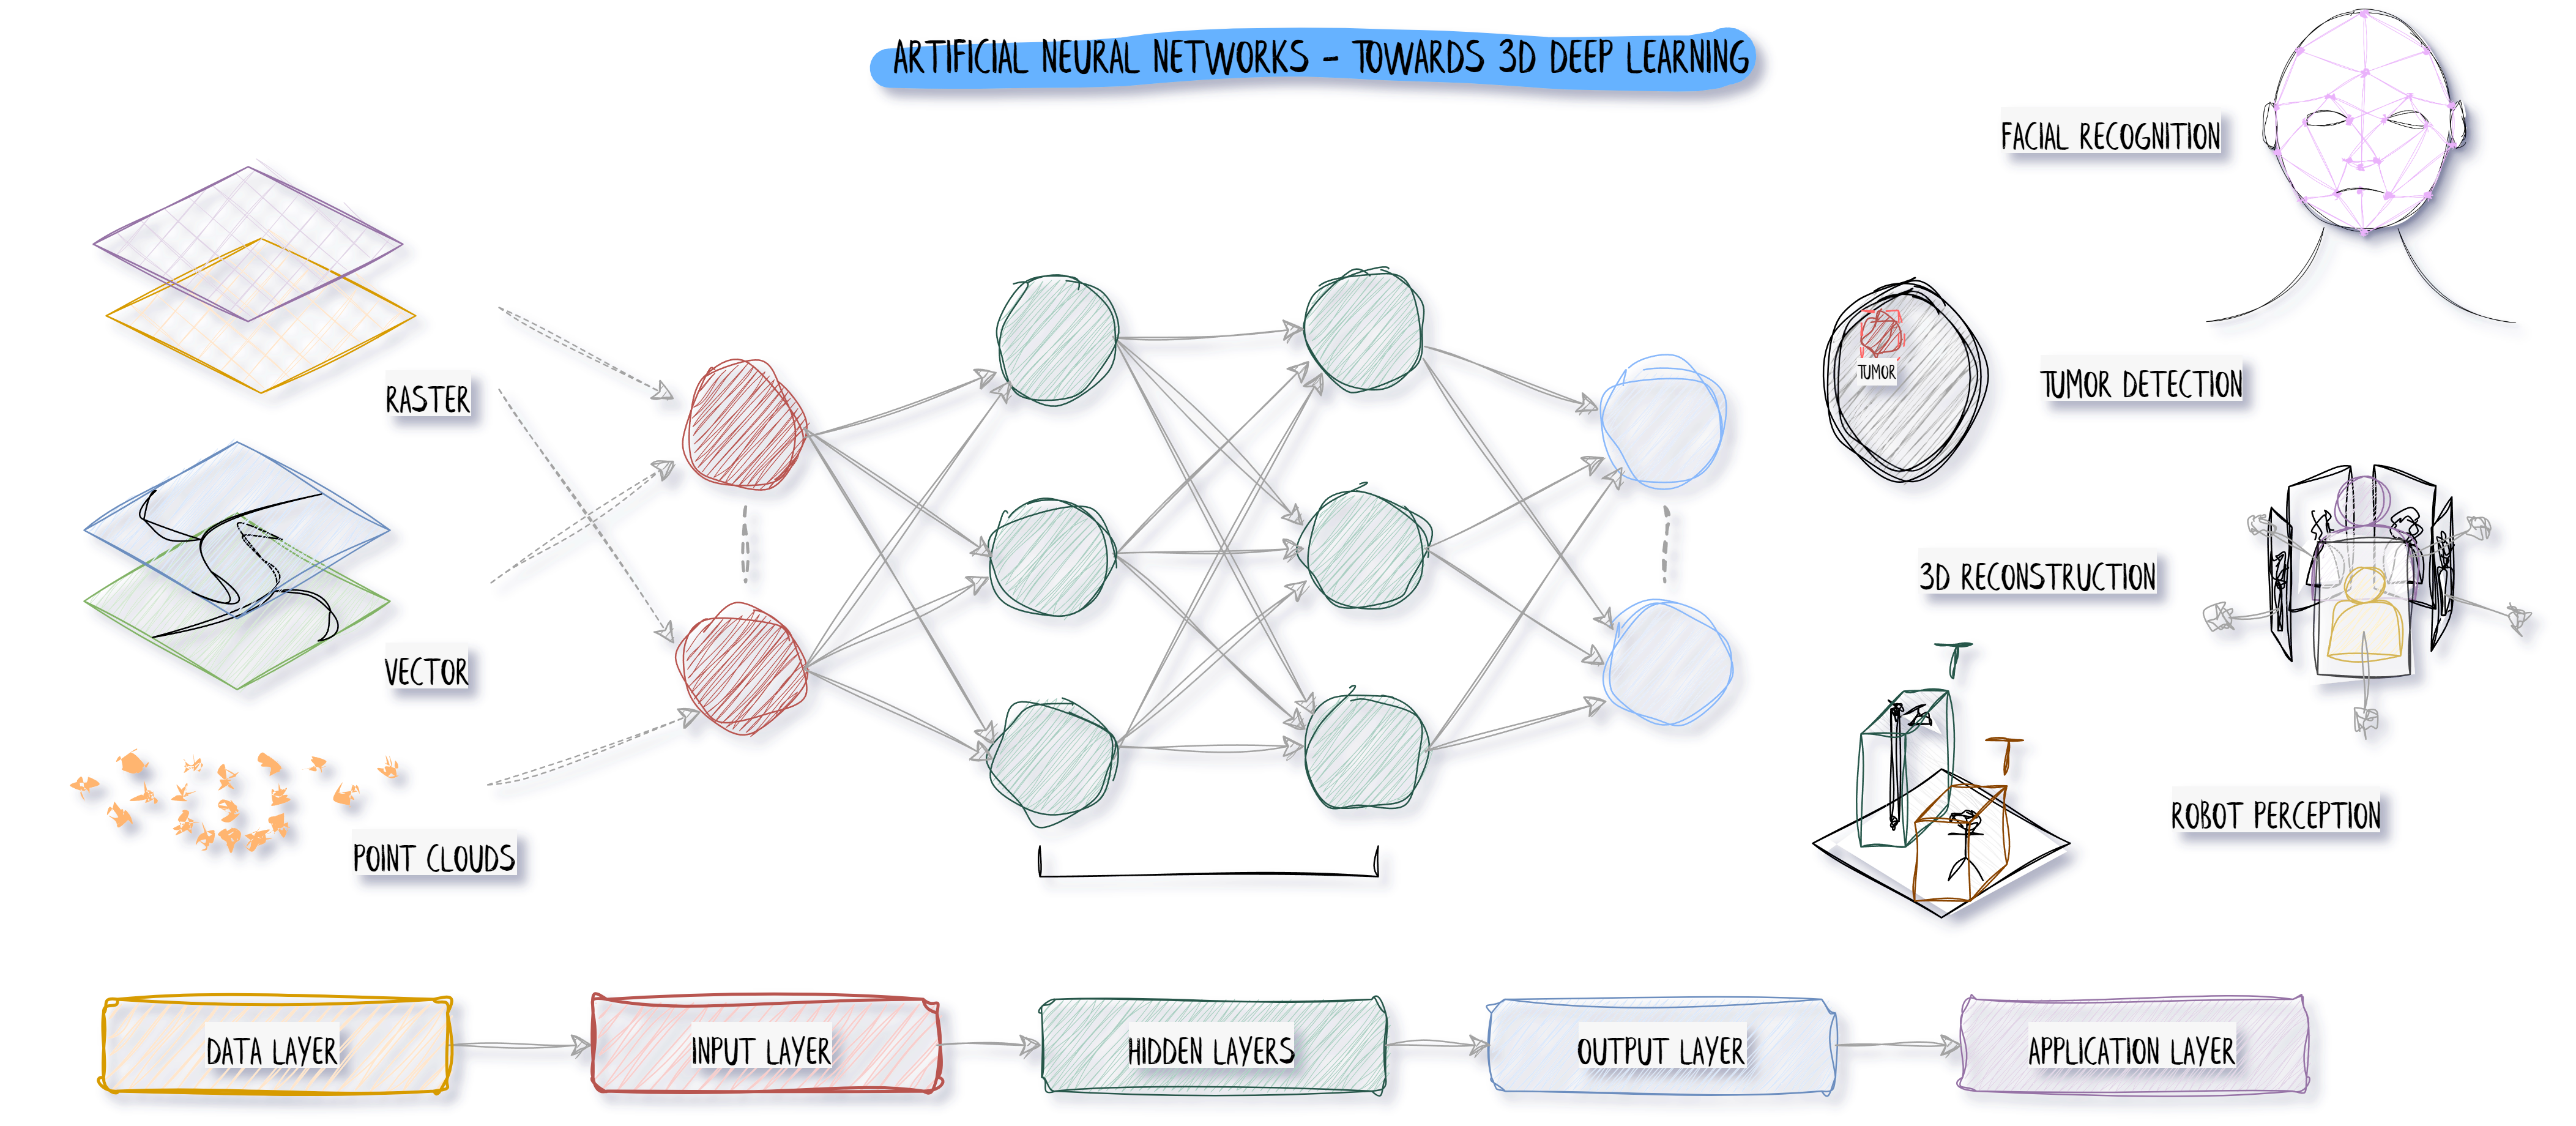 ARTIFICIAL NEURAL NETWORKS - TOWARDS 3D DEEP LEARNING
FACIAL RECOGNITION
RASTER
TUMOR
TUMOR DETECTION
3D RECONSTRUCTION
VECTOR
ROBOT PERCEPTION
POINT CLOUDS
DATA LAYER
INPUT LAYER
HIDDEN LAYERS
OUTPUT LAYER
APPLICATION LAYER